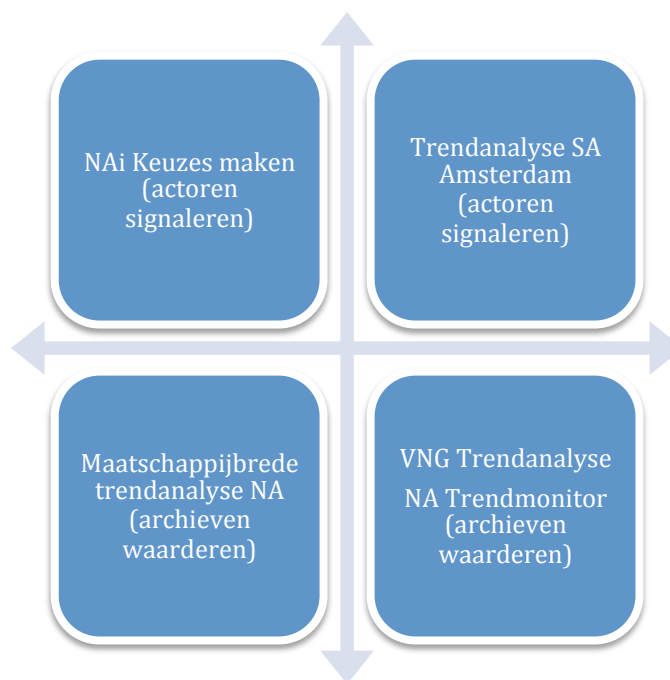 NAi Keuzes maken
(actoren
signaleren)
Trendanalyse SA
Amsterdam
(actoren
signaleren)
Maatschappijbrede
trendanalyse NA
(archieven
waarderen)
VNG Trendanalyse
NA Trendmonitor
(archieven
waarderen)